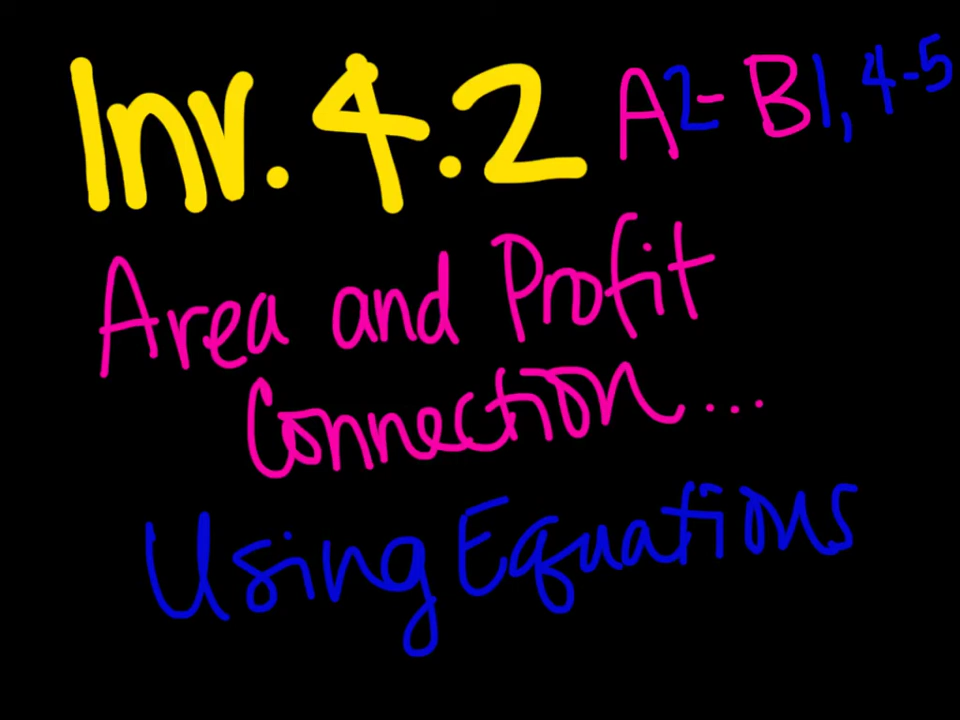 Inv. 4.2 A2-B1, 4-5
Area and Profit
Connection...
Using Equations